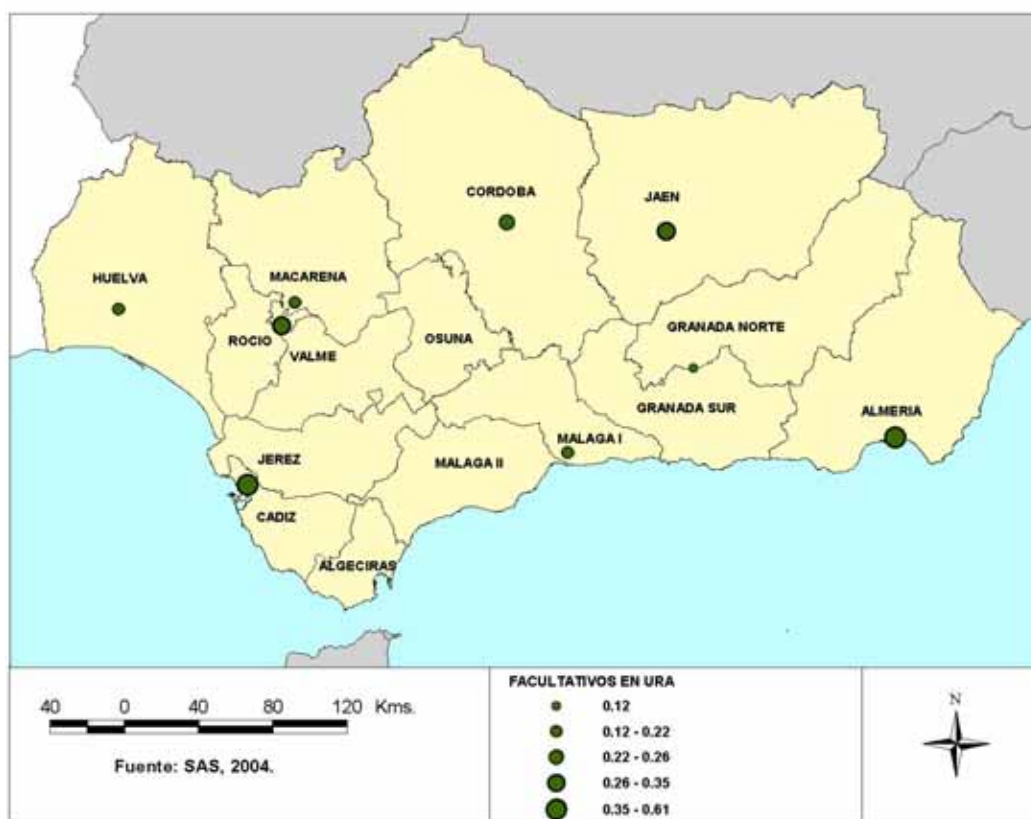 CORDOBA
JAEN
HUELVA
MACARENA
GRANADA NORTE
ROCIO
OSUNA
VALME
GRANADA SUR
ALMERIA
MALAGA I
JEREZ
MALAGA II
CADIZ
ALGECIRAS
FACULTATIVOS EN URA
0.12
0.12 - 0.22
0.22 - 0.26
0.26 - 0.35
0.35 - 0.61
40 0 40 80 120 Kms.
Fuente: SAS, 2004.
N